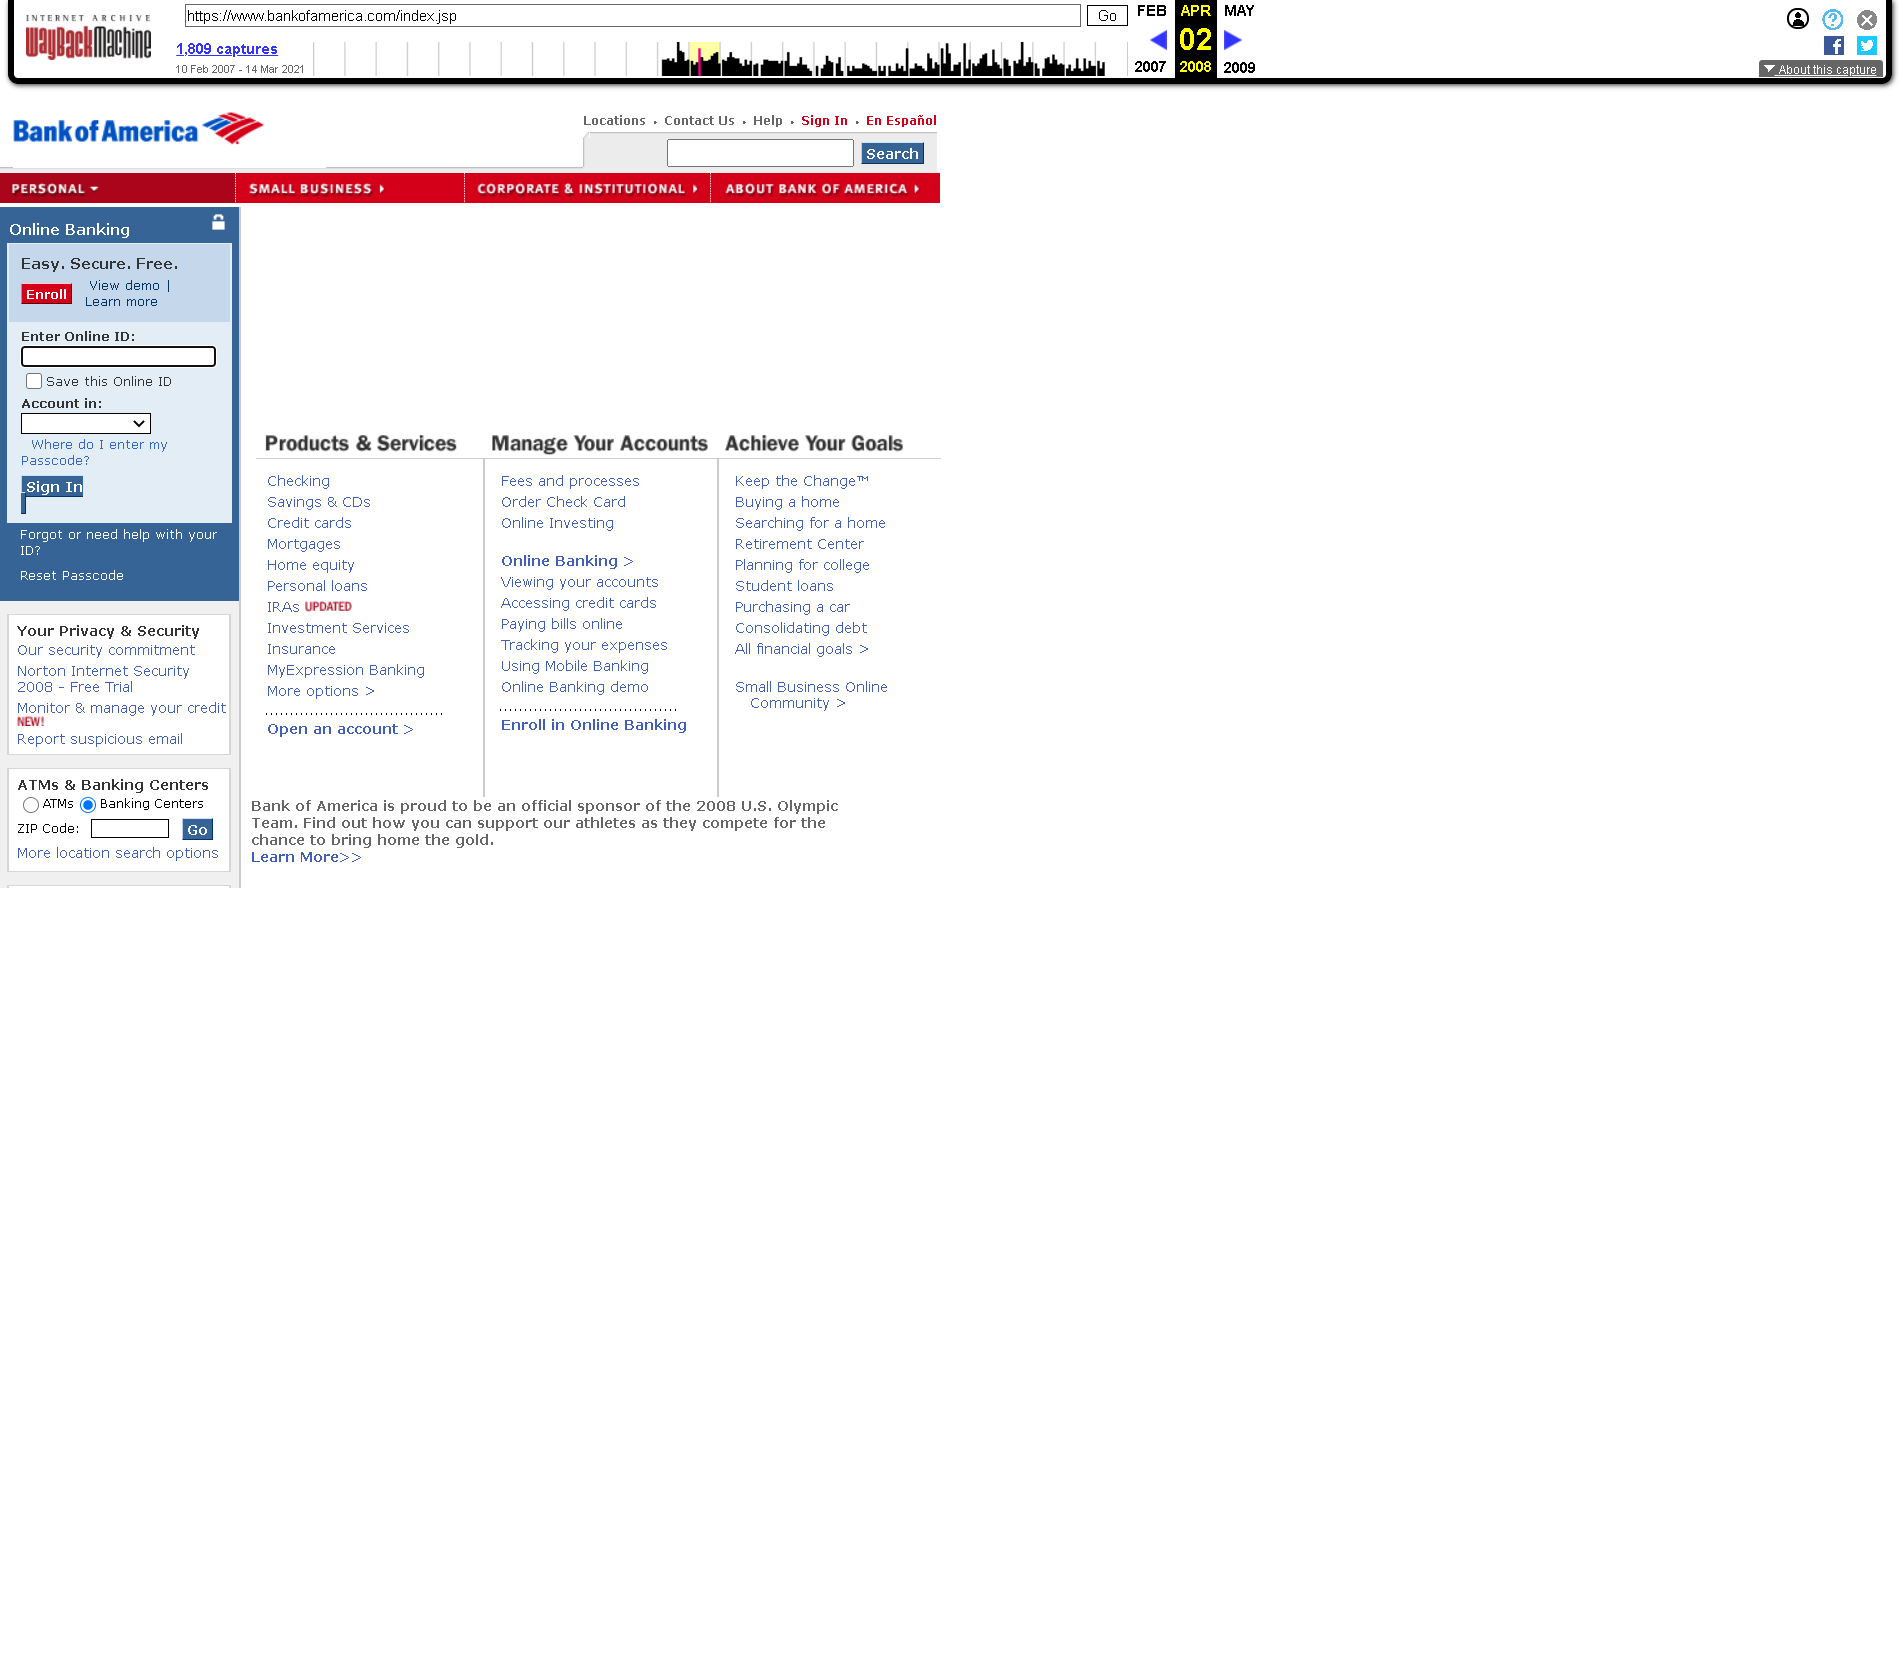 INTERNET ARCHIVE
WayBackMachine
https://www.bankofamerica.com/index.jsp
Go
FEB APR MAY
1,809 captures
02
10 Feb 2007 - 14 Mar 2021
2007 2008 2009
About this capture
Bank of America
Locations • Contact Us • Help • Sign In • En Español
Search
PERSONAL
SMALL BUSINESS
CORPORATE & INSTITUTIONAL
ABOUT BANK OF AMERICA
Online Banking
Easy. Secure. Free.
Enroll
View demo |
Learn more
Enter Online ID:
Save this Online ID
Account in:
Where do I enter my
Passcode?
Sign In
Forgot or need help with your
ID?
Reset Passcode
Your Privacy & Security
Our security commitment
Norton Internet Security
2008 - Free Trial
Monitor & manage your credit
NEW!
Report suspicious email
ATMs & Banking Centers
ATMs Banking Centers
ZIP Code: Go
More location search options
Products & Services
Checking
Savings & CDs
Credit cards
Mortgages
Home equity
Personal loans
IRAs UPDATED
Investment Services
Insurance
MyExpression Banking
More options >
Open an account >
Manage Your Accounts
Fees and processes
Order Check Card
Online Investing
Online Banking >
Viewing your accounts
Accessing credit cards
Paying bills online
Tracking your expenses
Using Mobile Banking
Online Banking demo
Enroll in Online Banking
Achieve Your Goals
Keep the Change™
Buying a home
Searching for a home
Retirement Center
Planning for college
Student loans
Purchasing a car
Consolidating debt
All financial goals >
Small Business Online
Community >
Bank of America is proud to be an official sponsor of the 2008 U.S. Olympic
Team. Find out how you can support our athletes as they compete for the
chance to bring home the gold.
Learn More>>